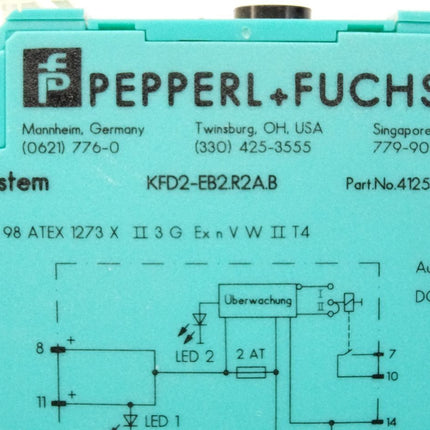 PEPPERL+FUCHS
Mannheim, Germany Twinsburg, OH, USA Singapore
(0621) 776-0 (330) 425-3555 779-90
stem KFD2-EB2.R2A.B Part.No.4125
98 ATEX 1273 X II 3 G Ex n V W II T4
Überwachung
I
II
LED 2
2 AT
8 +
7
10
11 +
LED 1
14